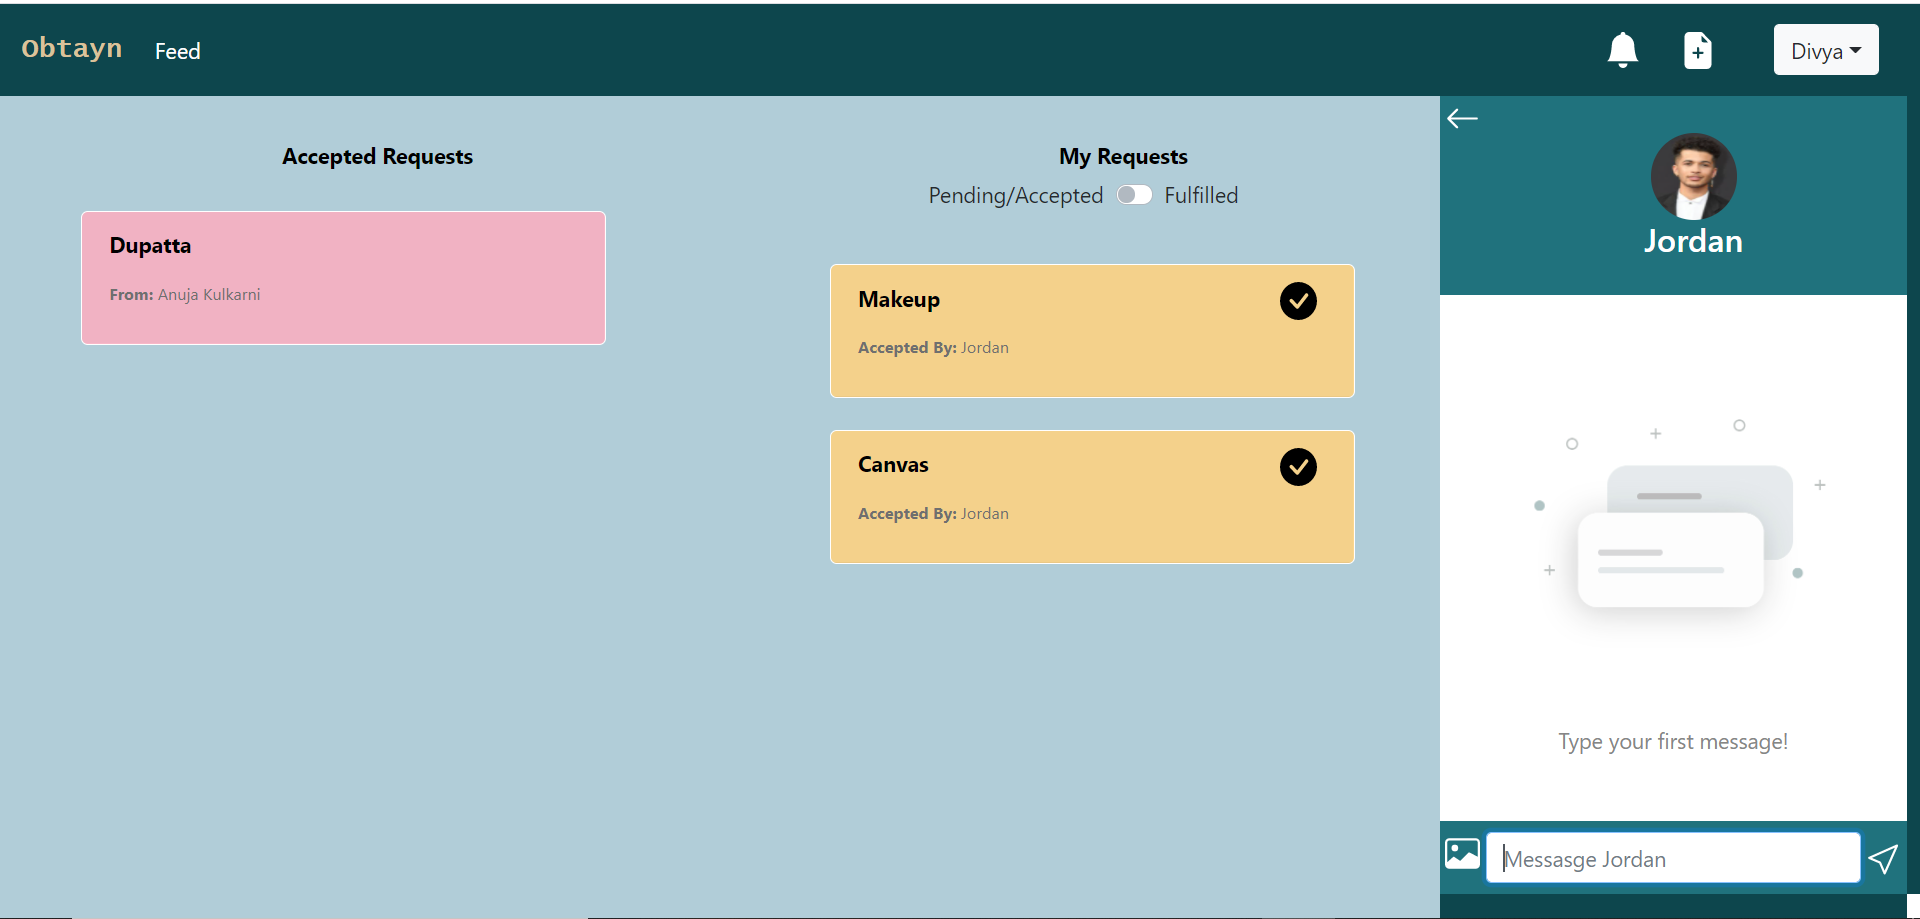 Obtayn
Feed
Divya
Accepted Requests
Dupatta
From: Anuja Kulkarni
My Requests
Pending/Accepted
Fulfilled
Makeup
Accepted By: Jordan
Canvas
Accepted By: Jordan
Jordan
Type your first message!
Messasge Jordan